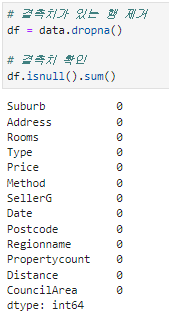 # 결측치가 있는 행 제거
df = data.dropna()
# 결측치 확인
df.isnull().sum()
Suburb 0
Address 0
Rooms 0
Type 0
Price 0
Method 0
SellerG 0
Date 0
Postcode 0
Regionname 0
Propertycount 0
Distance 0
CouncilArea 0
dtype: int64